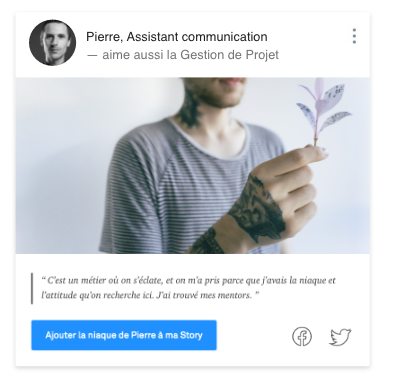 Pierre, Assistant communication
— aime aussi la Gestion de Projet
“ C'est un métier où on s'éclate, et on m'a pris parce que j'avais la niaque et
l'attitude qu'on recherche ici. J'ai trouvé mes mentors. ”
Ajouter la niaque de Pierre à ma Story